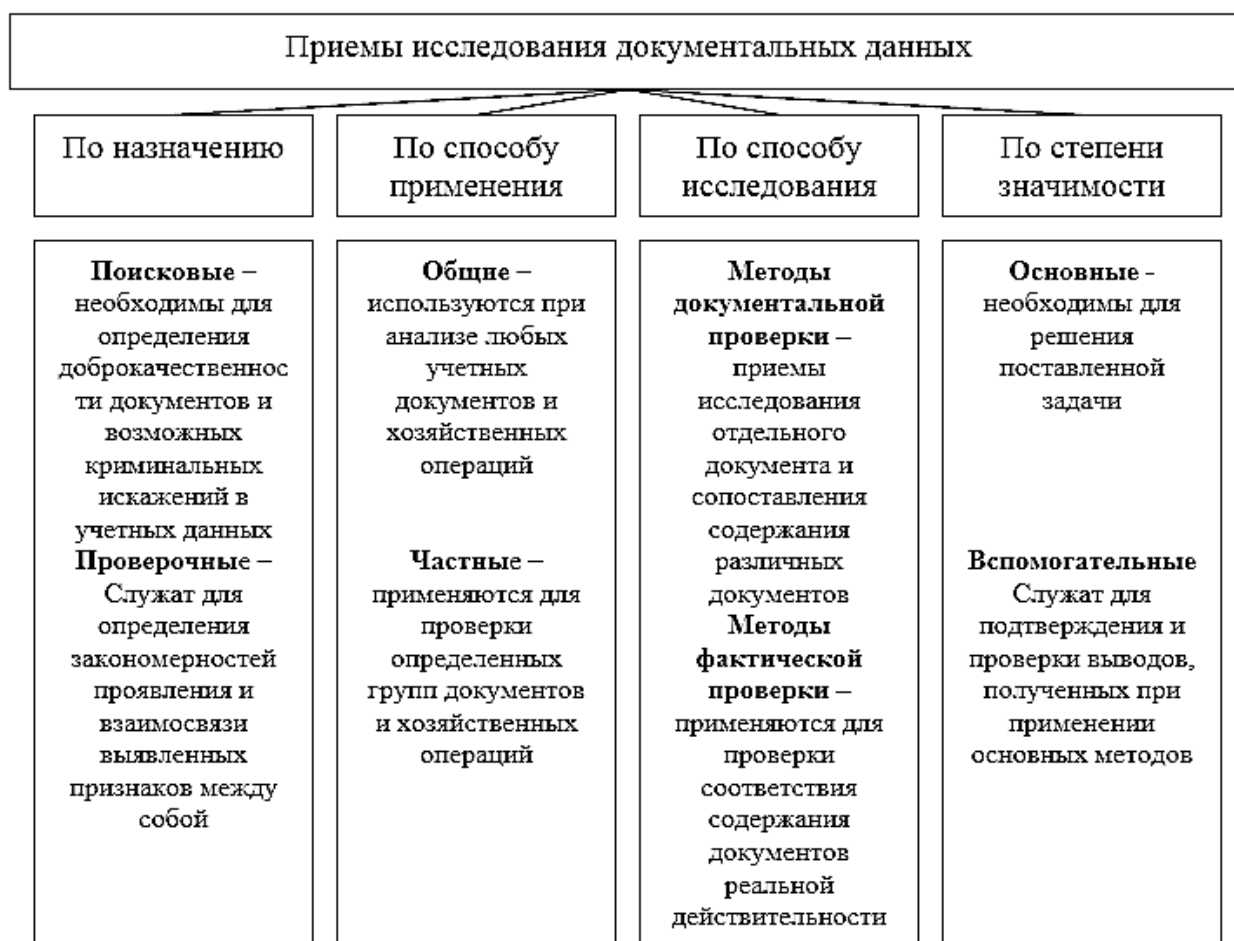 Приемы исследования документальных данных
По назначению
По способу
применения
По способу
исследования
По степени
значимости
Поисковые –
необходимы для
определения
доброкачественнос
ти документов и
возможных
криминальных
искажений в
учетных данных
Проверочные –
Служат для
определения
закономерностей
проявления и
взаимосвязи
выявленных
признаков между
собой
Общие –
используются при
анализе любых
учетных
документов и
хозяйственных
операций
Частные –
применяются для
проверки
определенных
групп документов
и хозяйственных
операций
Методы
документальной
проверки –
приемы
исследования
отдельного
документа и
сопоставления
содержания
различных
документов
Методы
фактической
проверки –
применяются для
проверки
соответствия
содержания
документов
реальной
действительности
Основные -
необходимы для
решения
поставленной
задачи
Вспомогательные
Служат для
подтверждения и
проверки выводов,
полученных при
применении
основных методов